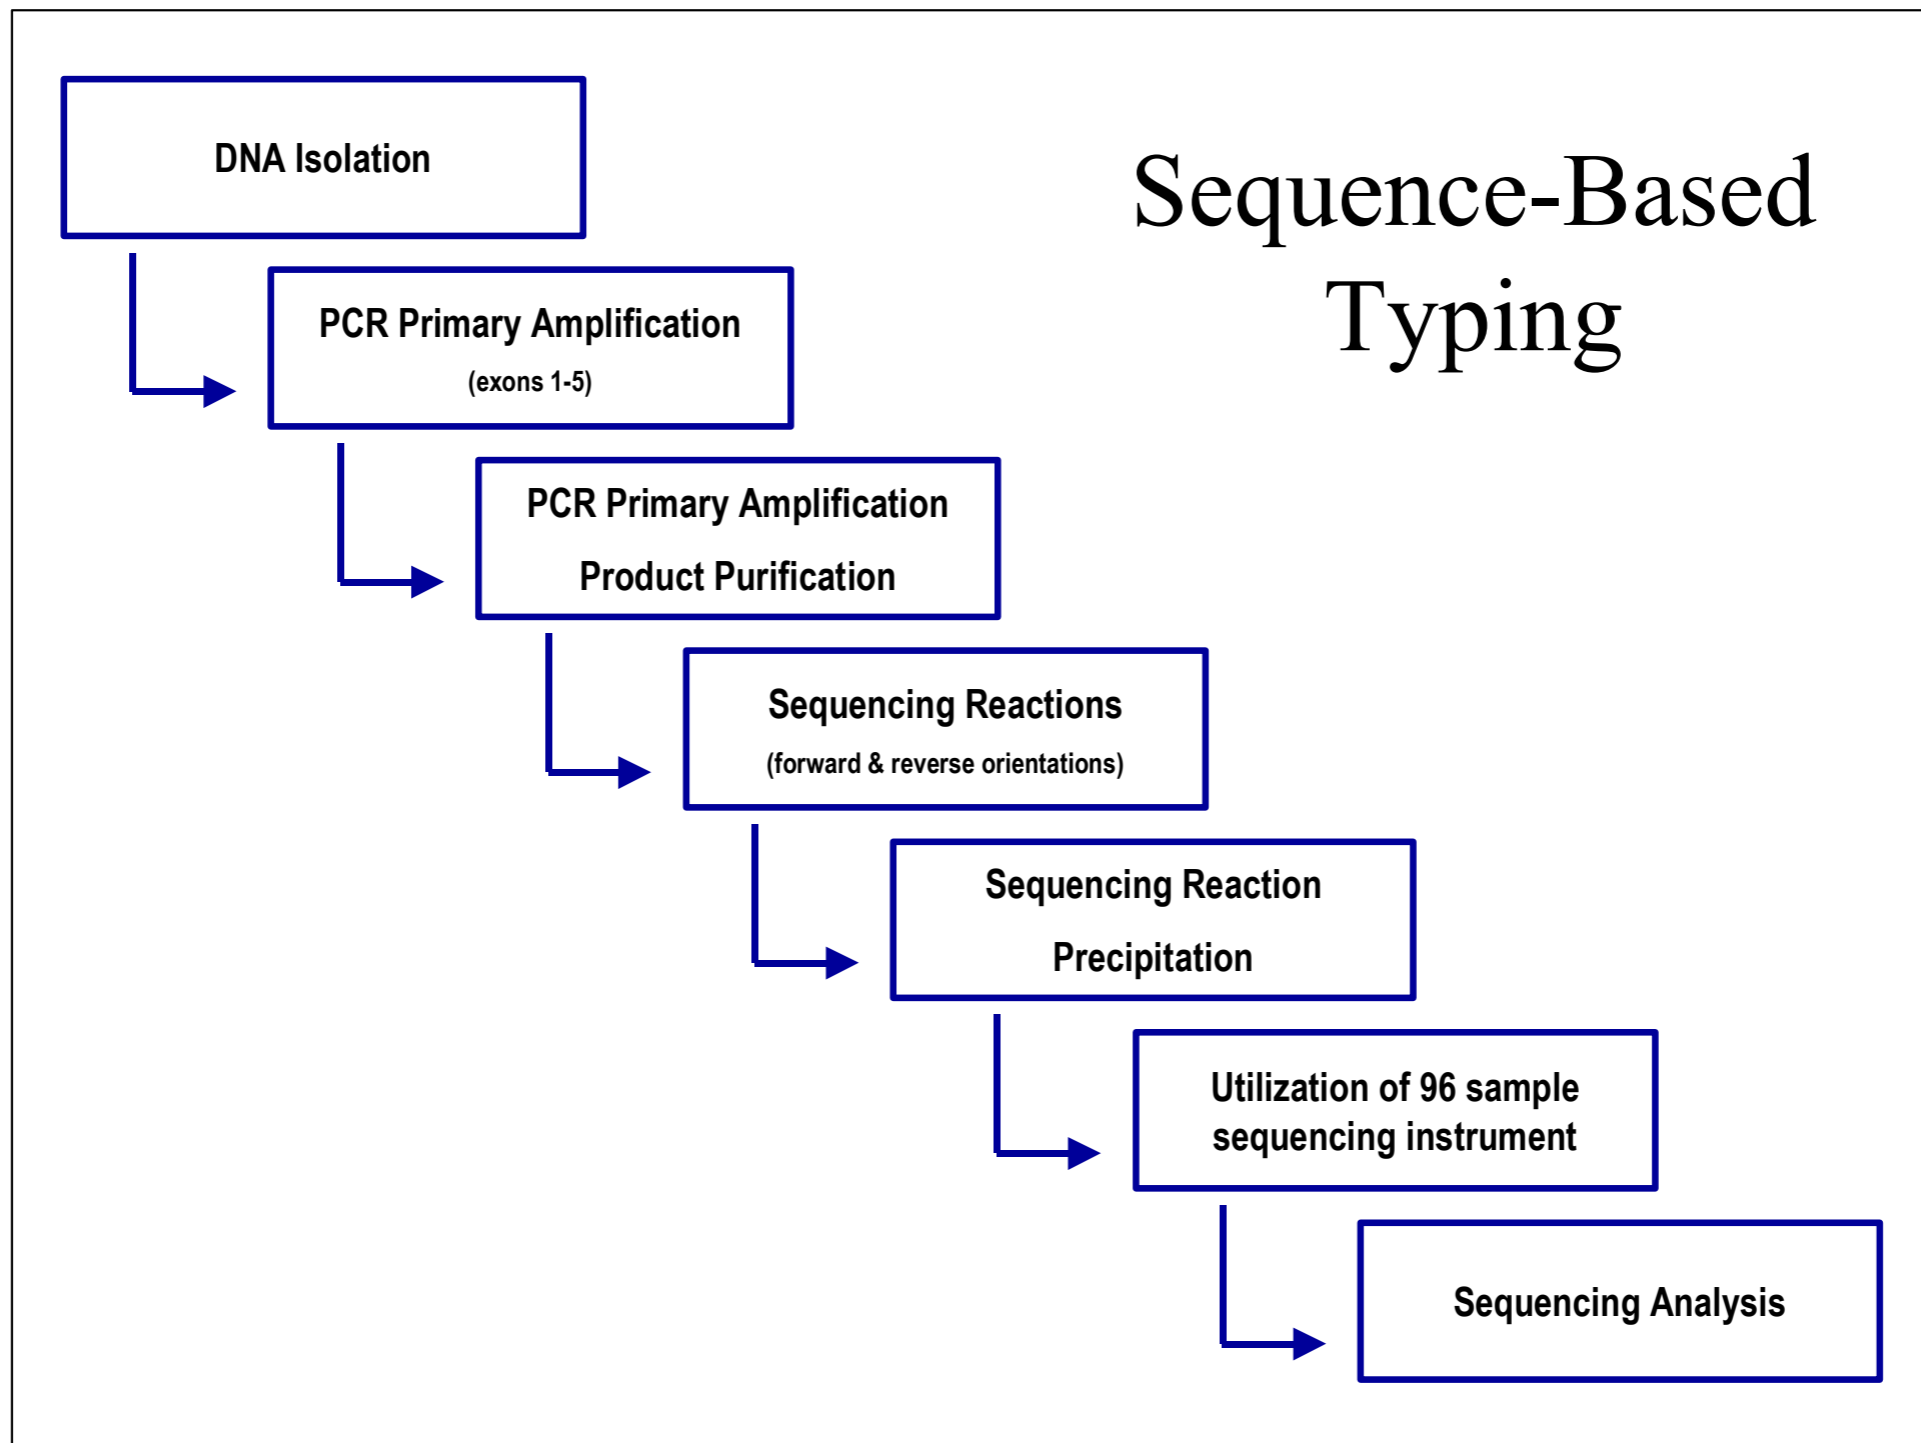 Sequence-Based
Typing
DNA Isolation
PCR Primary Amplification
(exons 1-5)
PCR Primary Amplification
Product Purification
Sequencing Reactions
(forward & reverse orientations)
Sequencing Reaction
Precipitation
Utilization of 96 sample
sequencing instrument
Sequencing Analysis